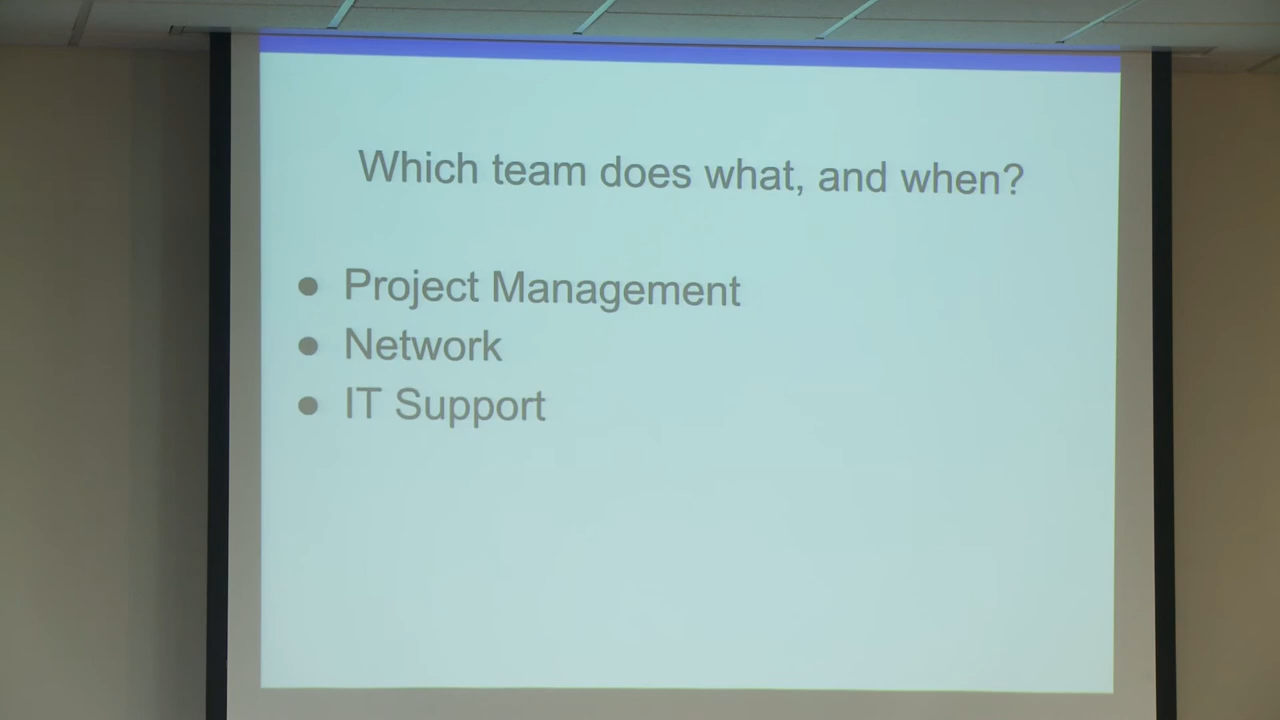 Which team does what, and when?
● Project Management
● Network
● IT Support